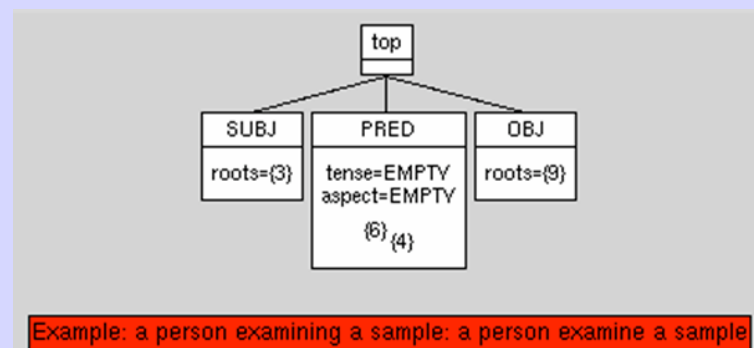 top
SUBJ PRED OBJ
roots={3} tense=EMPTY roots={9}
aspect=EMPTY
{6} {4}
Example: a person examining a sample: a person examine a sample